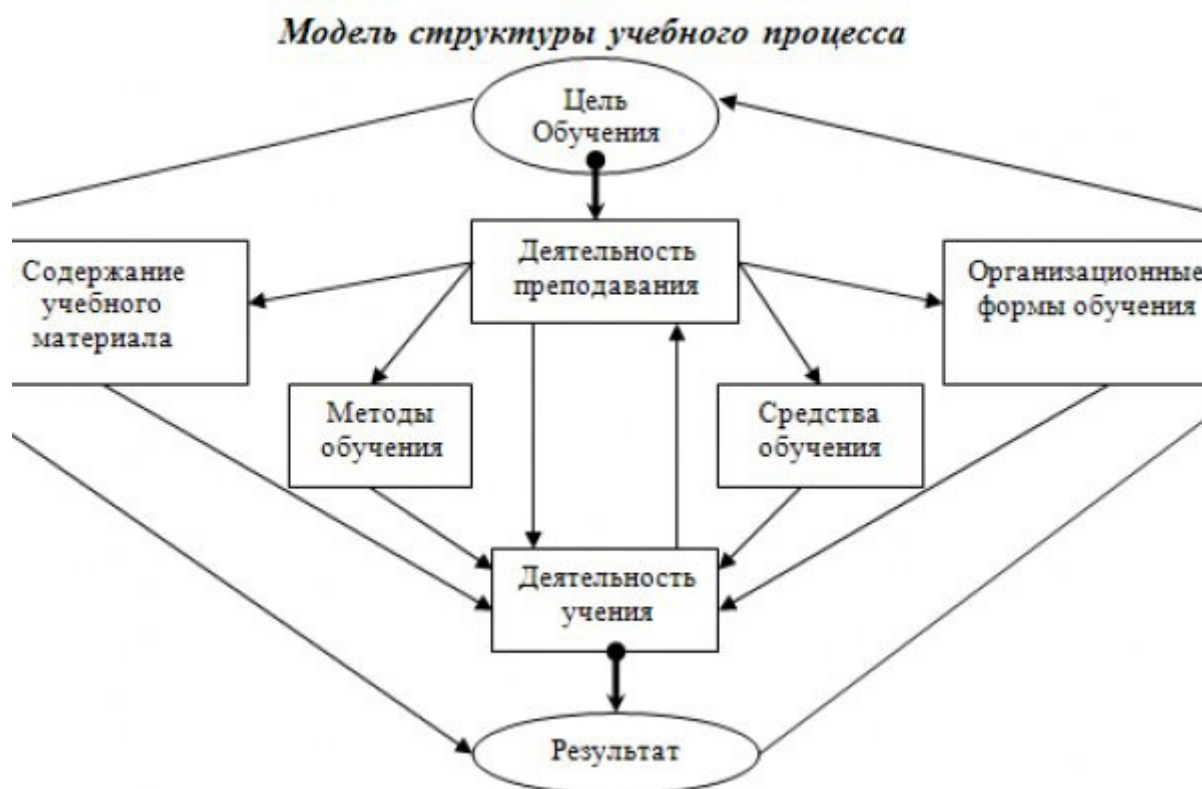 Модель структуры учебного процесса
Цель
Обучения
Деятельность
преподавания
Содержание
учебного
материала
Организационные
формы обучения
Методы
обучения
Средства
обучения
Деятельность
учения
Результат